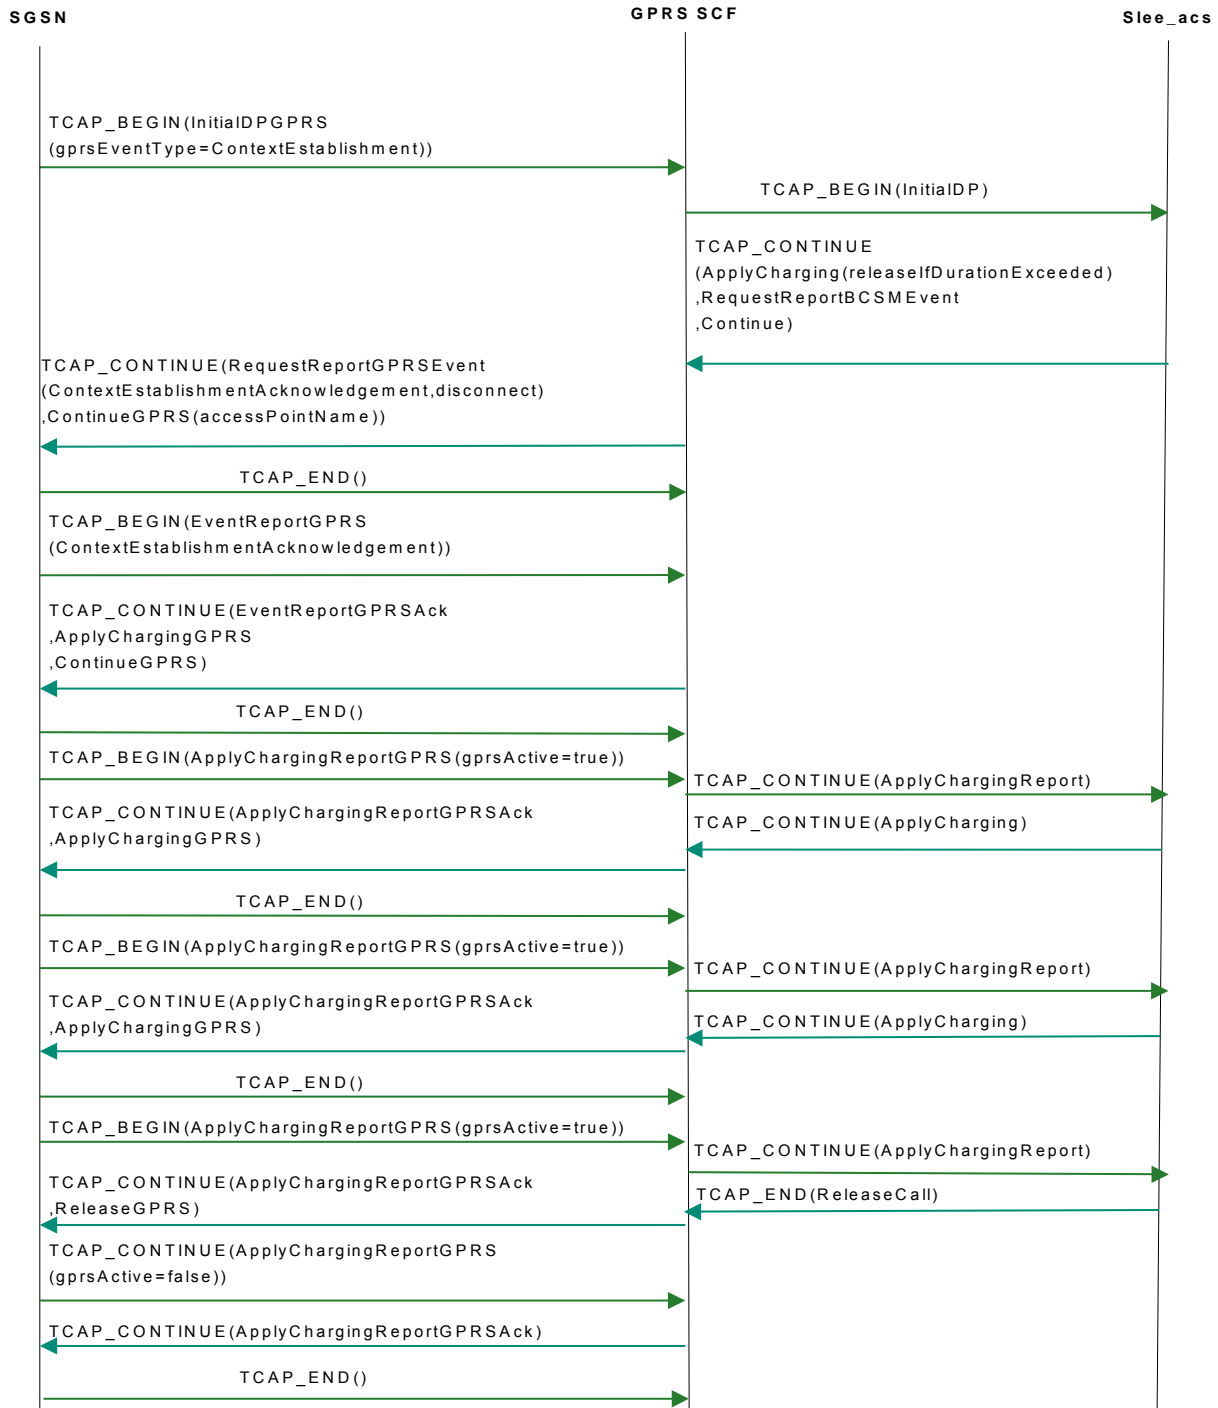 SGSN
GPRS SCF
Slee_acs
TCAP_BEGIN(InitialDPGPRS
(gprsEventType=ContextEstablishment))
TCAP_BEGIN(InitialDP)
TCAP_CONTINUE
(ApplyCharging(releaseIfDurationExceeded)
,RequestReportBCSMEvent
,Continue)
TCAP_CONTINUE(RequestReportGPRSEvent
(ContextEstablishmentAcknowledgement,disconnect)
,ContinueGPRS(accessPointName))
TCAP_END()
TCAP_BEGIN(EventReportGPRS
(ContextEstablishmentAcknowledgement))
TCAP_CONTINUE(EventReportGPRSAck
,ApplyChargingGPRS
,ContinueGPRS)
TCAP_END()
TCAP_BEGIN(ApplyChargingReportGPRS(gprsActive=true))
TCAP_CONTINUE(ApplyChargingReport)
TCAP_CONTINUE(ApplyChargingReportGPRSAck
,ApplyChargingGPRS)
TCAP_CONTINUE(ApplyCharging)
TCAP_END()
TCAP_BEGIN(ApplyChargingReportGPRS(gprsActive=true))
TCAP_CONTINUE(ApplyChargingReport)
TCAP_CONTINUE(ApplyChargingReportGPRSAck
,ApplyChargingGPRS)
TCAP_CONTINUE(ApplyCharging)
TCAP_END()
TCAP_BEGIN(ApplyChargingReportGPRS(gprsActive=true))
TCAP_CONTINUE(ApplyChargingReport)
TCAP_CONTINUE(ApplyChargingReportGPRSAck
,ReleaseGPRS)
TCAP_END(ReleaseCall)
TCAP_CONTINUE(ApplyChargingReportGPRS
(gprsActive=false))
TCAP_CONTINUE(ApplyChargingReportGPRSAck)
TCAP_END()